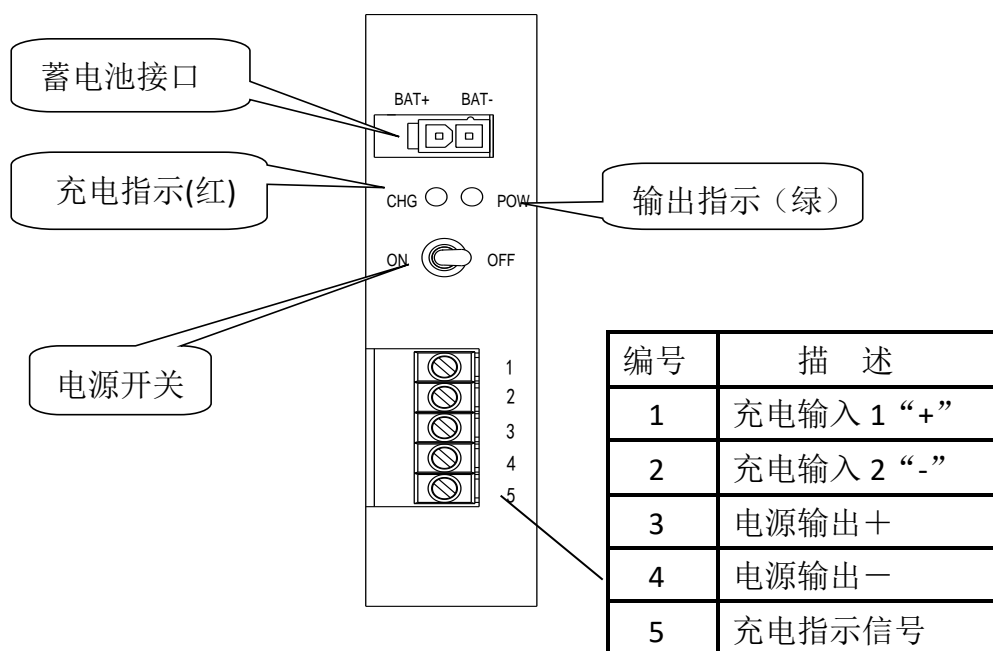 蓄电池接口
BAT+ BAT-
充电指示(红)
CHG
POW
输出指示（绿）
ON
OFF
电源开关
1
2
3
4
5
编号 描 述
1 充电输入 1“+”
2 充电输入 2“-”
3 电源输出＋
4 电源输出－
5 充电指示信号